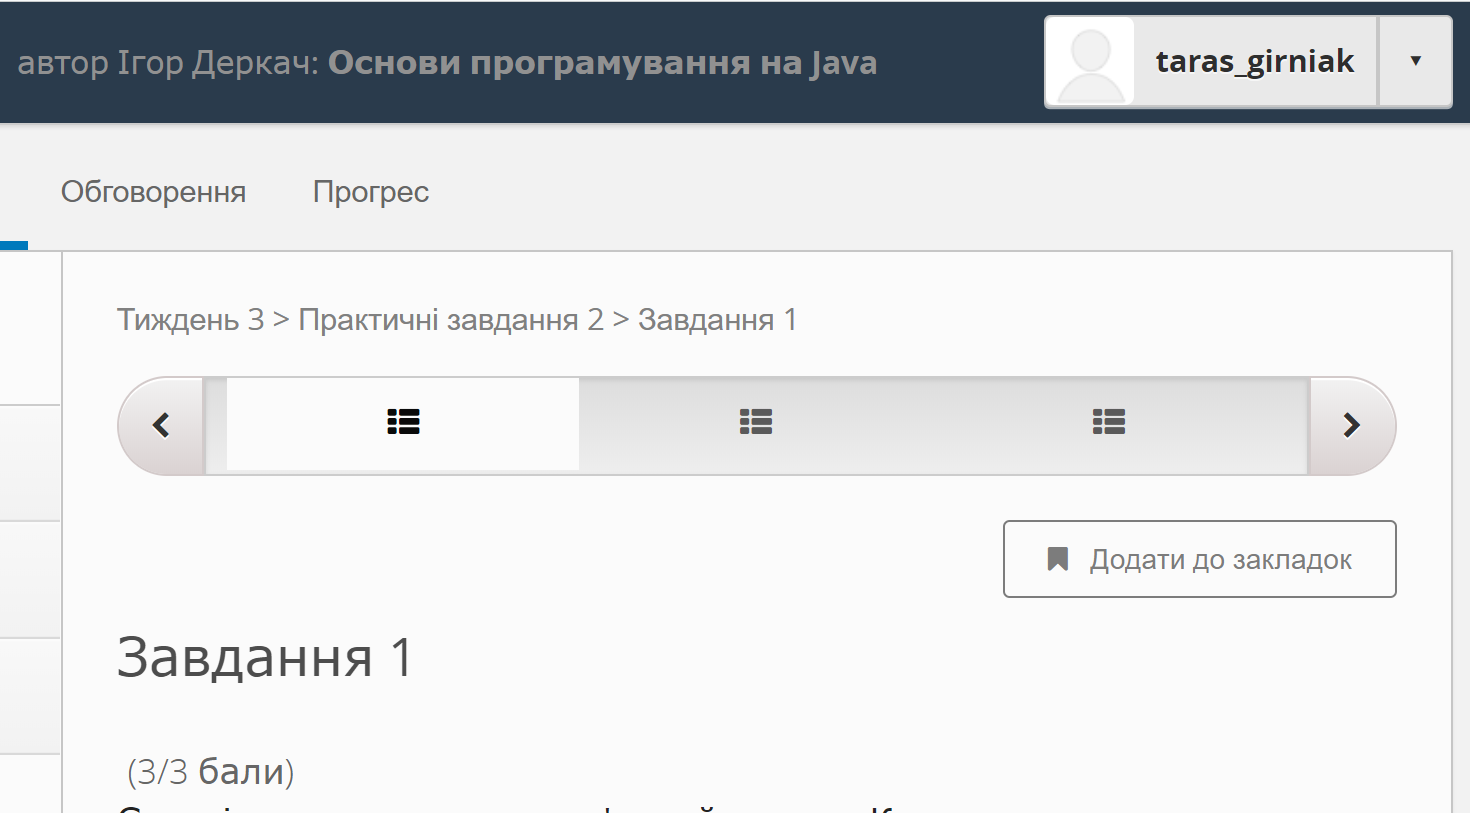 автор Ігор Деркач: Основи програмування на Java
taras_girniak
Обговорення Прогрес
Тиждень 3 > Практичні завдання 2 > Завдання 1
Додати до закладок
Завдання 1
(3/3 бали)